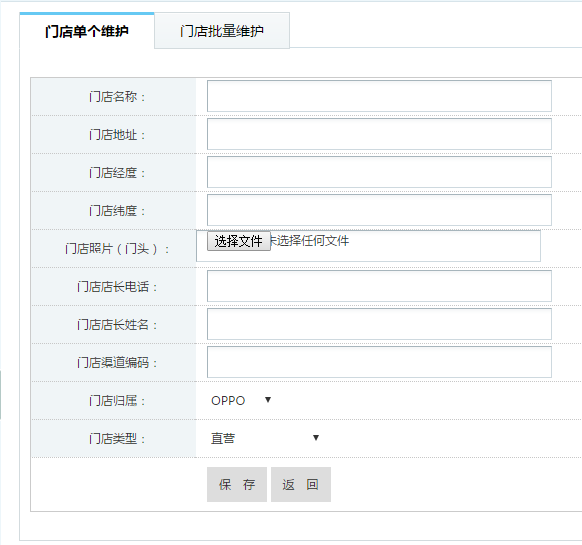 门店单个维护 门店批量维护
门店名称：
门店地址：
门店经度：
门店纬度：
门店照片（门头）： 选择文件 未选择任何文件
门店店长电话：
门店店长姓名：
门店渠道编码：
门店归属： OPPO
门店类型： 直营
保 存 返 回